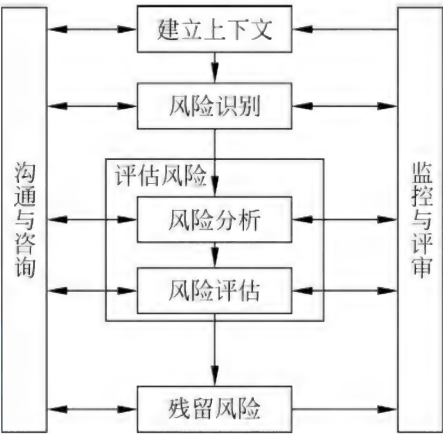 建立上下文
风险识别
评估风险
风险分析
风险评估
残留风险
沟通与咨询
监控与评审